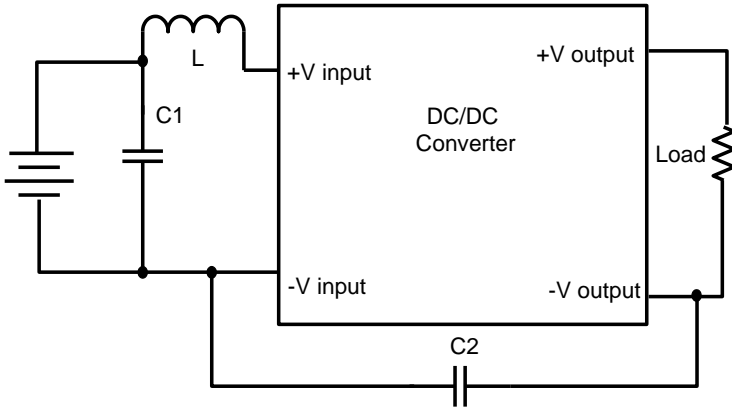 L
+V input
+V output
C1
DC/DC
Converter
Load
-V input
-V output
C2